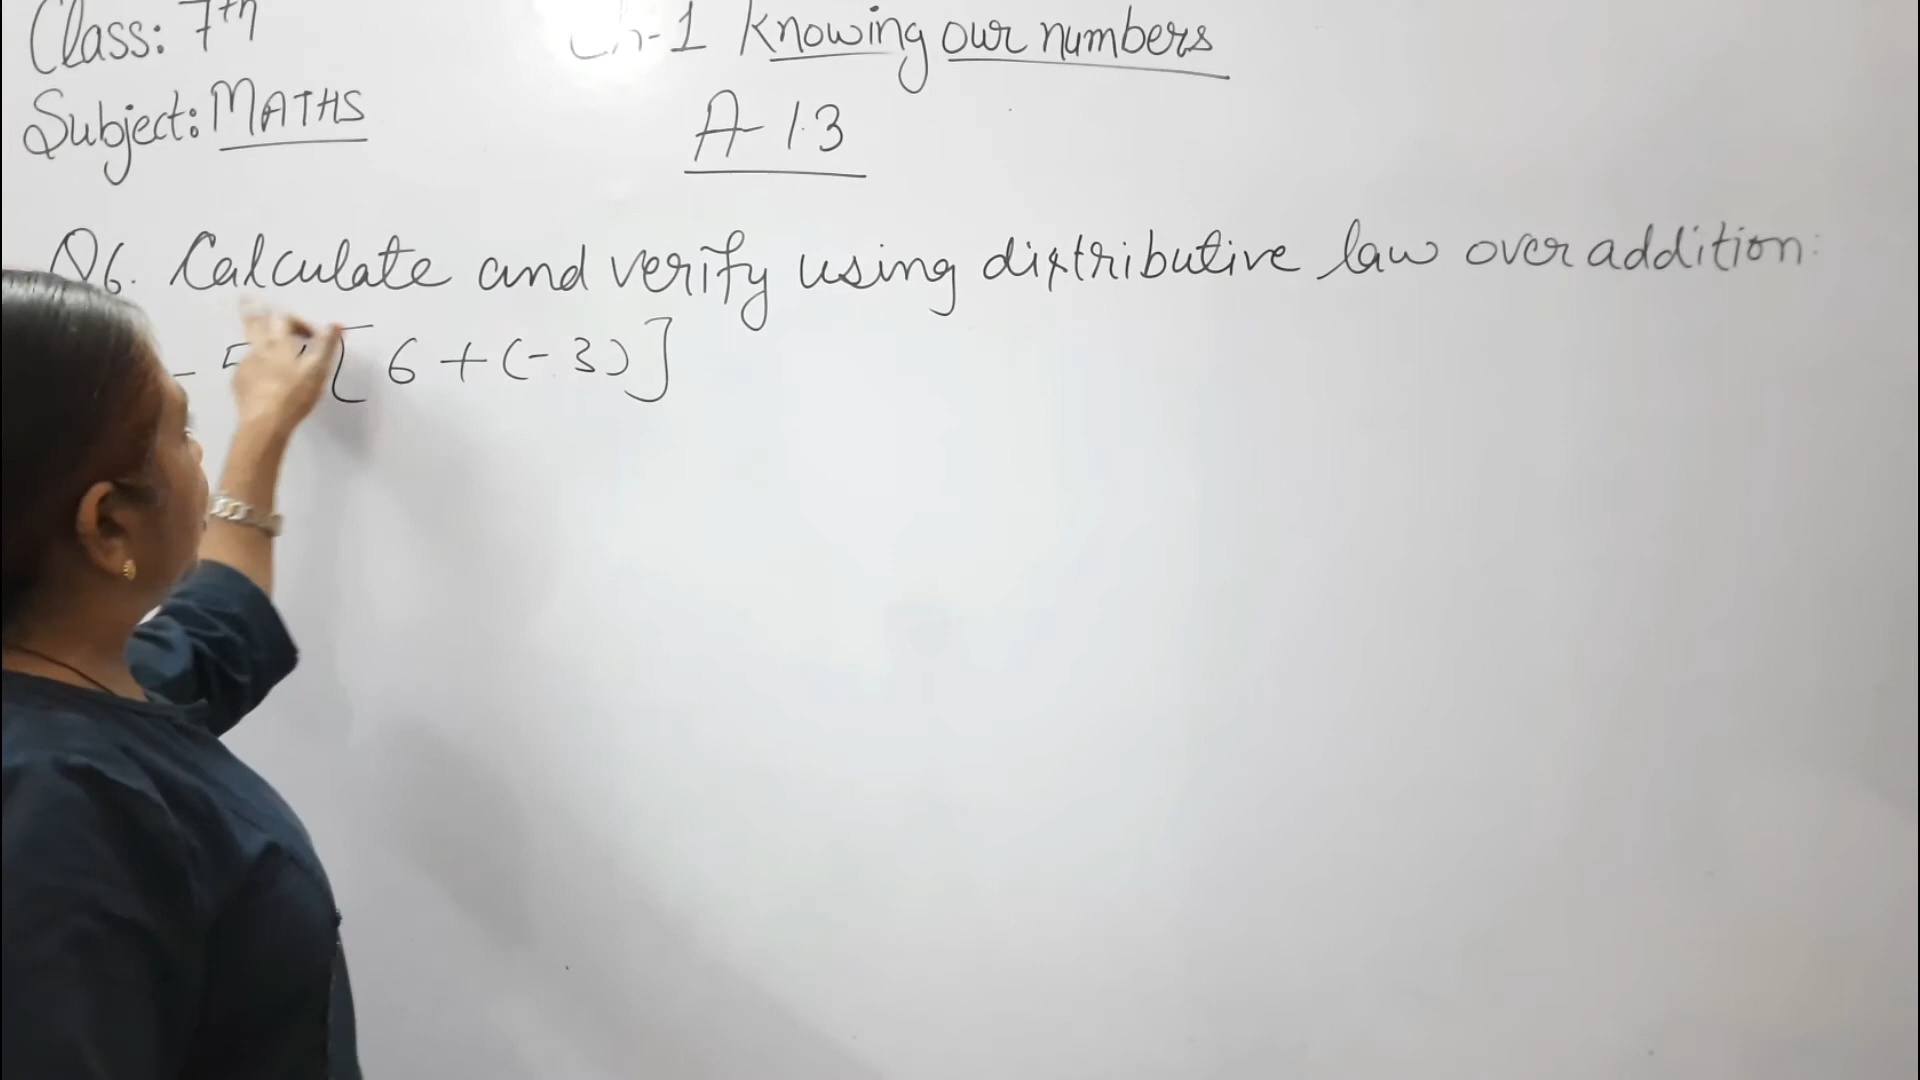 Class: 7th
Subject: MATHS
Ch-1 Knowing our numbers
A-1.3
Q6. Calculate and verify using distributive law over addition:
- [6+(-3)]